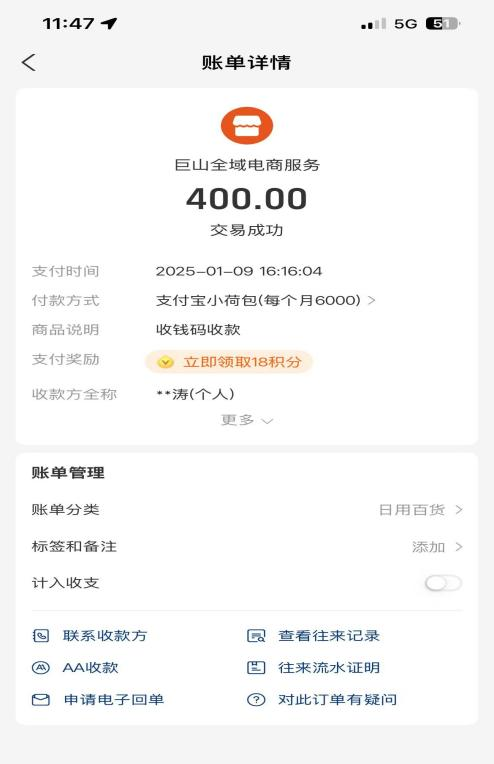 11:47
5G
51
账单详情
巨山全域电商服务
400.00
交易成功
支付时间 2025-01-09 16:16:04
付款方式 支付宝小荷包(每个月6000) >
商品说明 收钱码收款
支付奖励 立即领取18积分
收款方全称 **涛(个人)
更多
账单管理
账单分类 日用百货 >
标签和备注 添加 >
计入收支
联系收款方 查看往来记录
AA收款 往来流水证明
申请电子回单 对此订单有疑问